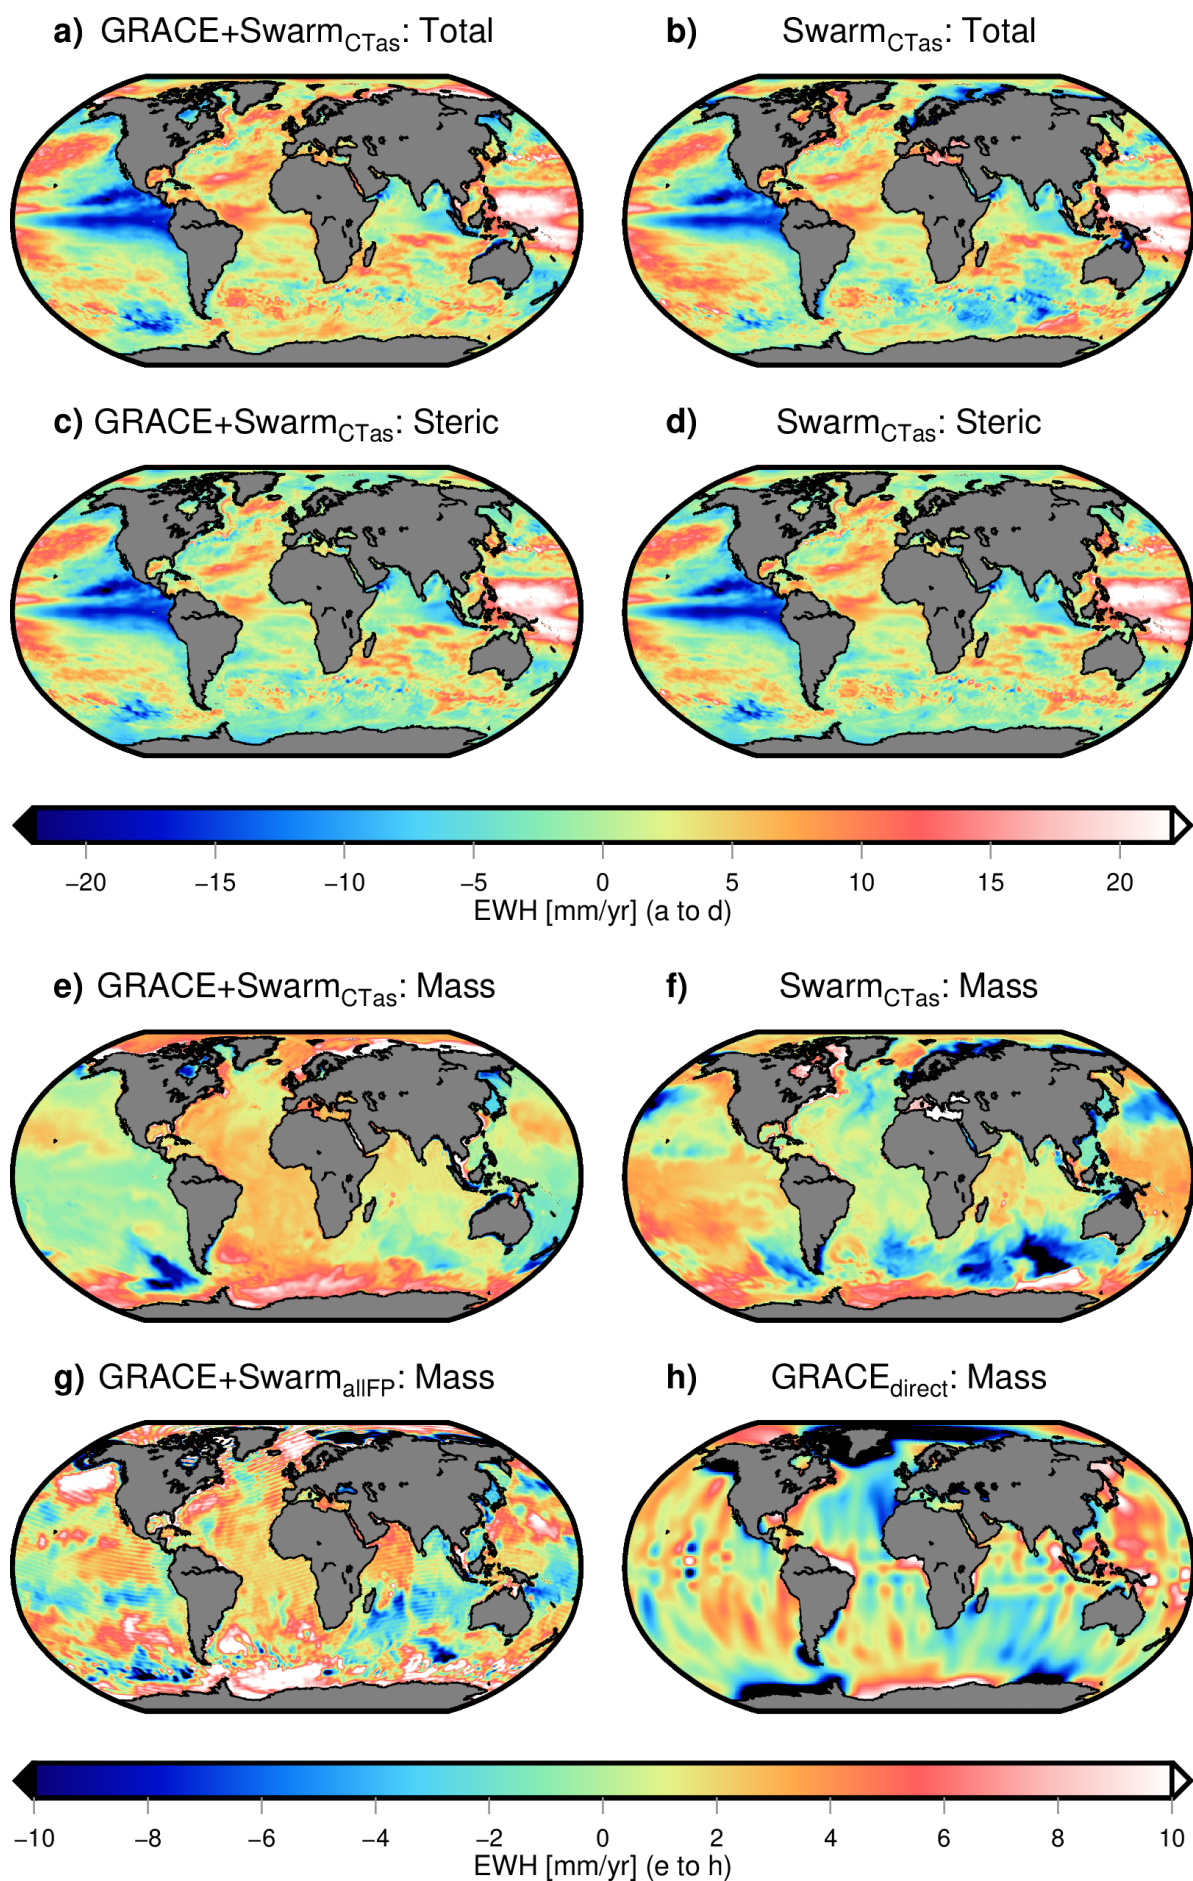 a) GRACE+Swarm_CTas: Total
b) Swarm_CTas: Total
c) GRACE+Swarm_CTas: Steric
d) Swarm_CTas: Steric
−20 −15 −10 −5 0 5 10 15 20
EWH [mm/yr] (a to d)
e) GRACE+Swarm_CTas: Mass
f) Swarm_CTas: Mass
g) GRACE+Swarm_allFP: Mass
h) GRACE_direct: Mass
−10 −8 −6 −4 −2 0 2 4 6 8 10
EWH [mm/yr] (e to h)